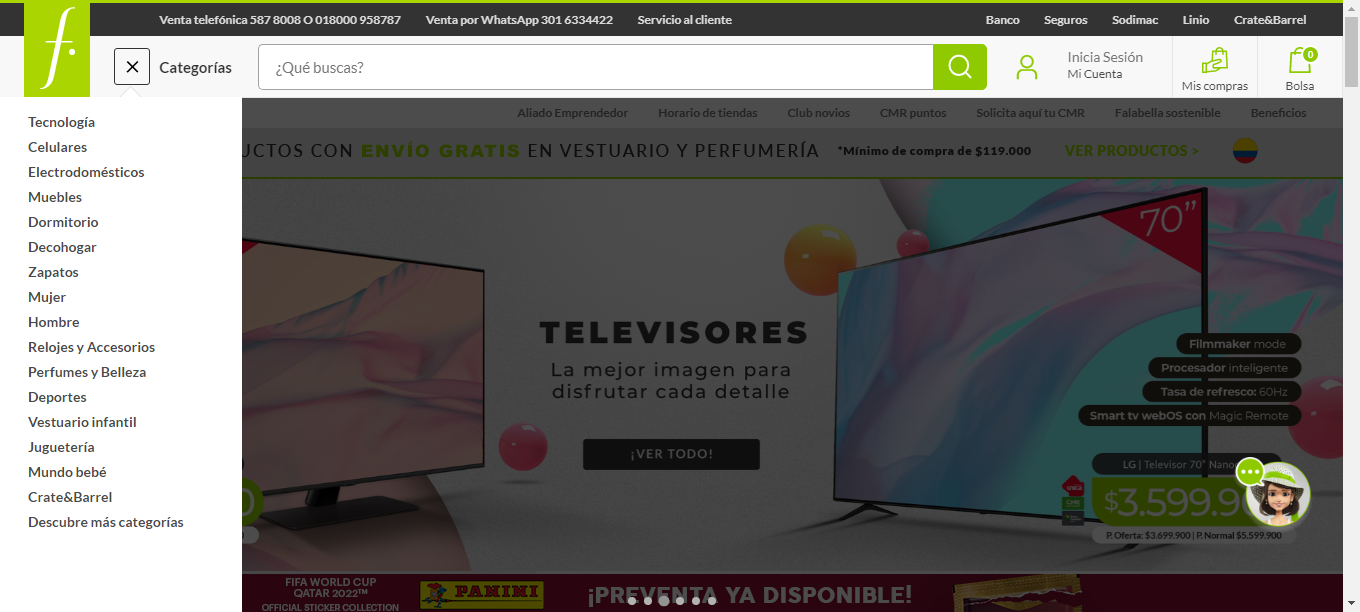 Venta telefónica 587 8008 O 018000 958787
Venta por WhatsApp 301 6334422
Servicio al cliente
Banco
Seguros
Sodimac
Linio
Crate&Barrel
f.
Categorías
¿Qué buscas?
Inicia Sesión
Mi Cuenta
Mis compras
0
Bolsa
Tecnología
Celulares
Electrodomésticos
Muebles
Dormitorio
Decohogar
Zapatos
Mujer
Hombre
Relojes y Accesorios
Perfumes y Belleza
Deportes
Vestuario infantil
Juguetería
Mundo bebé
Crate&Barrel
Descubre más categorías
Aliado Emprendedor
Horario de tiendas
Club novios
CMR puntos
Solicita aquí tu CMR
Falabella sostenible
Beneficios
UCTOS CON ENVÍO GRATIS EN VESTUARIO Y PERFUMERÍA
*Mínimo de compra de $119.000
VER PRODUCTOS >
70"
TELEVISORES
La mejor imagen para
disfrutar cada detalle
¡VER TODO!
Filmmaker mode
Procesador inteligente
Tasa de refresco: 60Hz
Smart tv webOS con Magic Remote
LG | Televisor 70" Nano
$3.599.90
P. Oferta: $3.699.900 | P. Normal $5.599.900
FIFA WORLD CUP
QATAR 2022™
OFFICIAL STICKER COLLECTION
PANINI
¡PREVENTA YA DISPONIBLE!